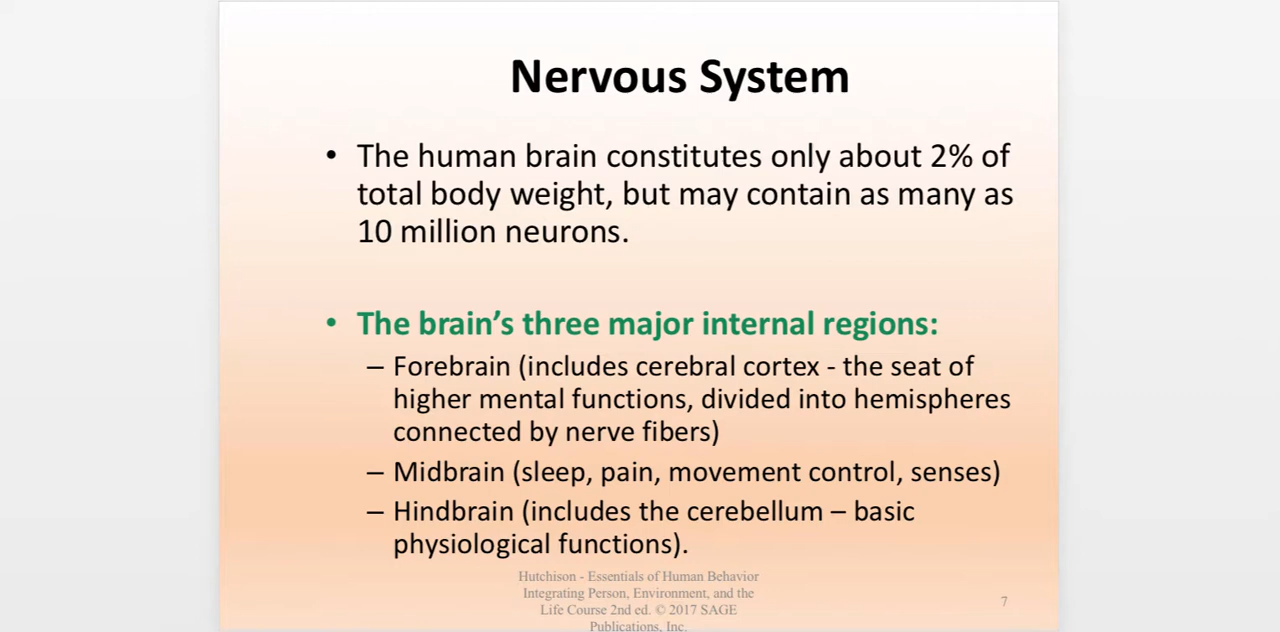 Nervous System
• The human brain constitutes only about 2% of
total body weight, but may contain as many as
10 million neurons.
• The brain’s three major internal regions:
– Forebrain (includes cerebral cortex - the seat of
higher mental functions, divided into hemispheres
connected by nerve fibers)
– Midbrain (sleep, pain, movement control, senses)
– Hindbrain (includes the cerebellum – basic
physiological functions).
Hutchison - Essentials of Human Behavior
Integrating Person, Environment, and the
Life Course 2nd ed. © 2017 SAGE
Publications, Inc.
7